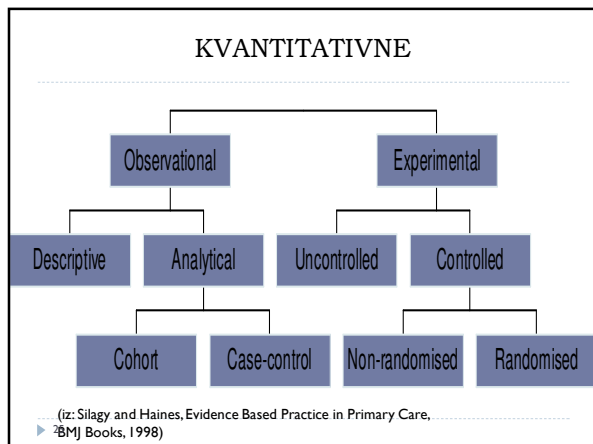 KVANTITATIVNE
Observational Experimental
Descriptive Analytical Uncontrolled Controlled
Cohort Case-control Non-randomised Randomised
(iz: Silagy and Haines, Evidence Based Practice in Primary Care,
BMJ Books, 1998)